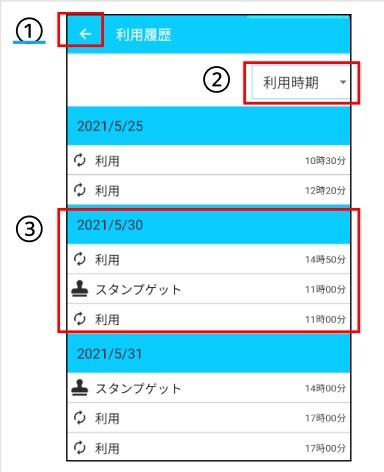 ① ← 利用履歴
② 利用時期
2021/5/25
利用 10時30分
利用 12時20分
③ 2021/5/30
利用 14時50分
スタンプゲット 11時00分
利用 11時00分
2021/5/31
スタンプゲット 14時00分
利用 17時00分
利用 17時00分